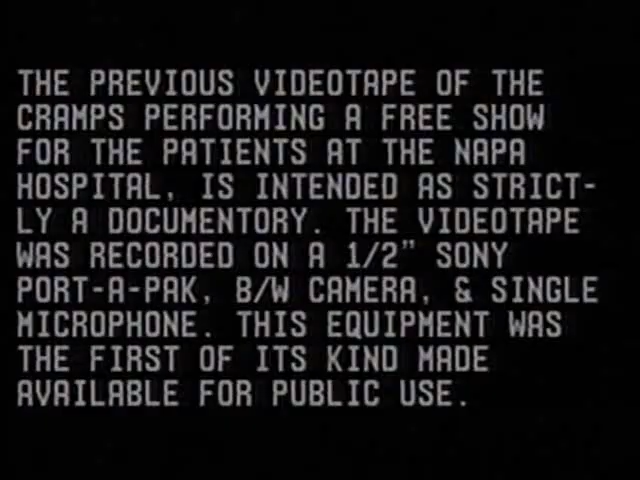 THE PREVIOUS VIDEOTAPE OF THE
CRAMPS PERFORMING A FREE SHOW
FOR THE PATIENTS AT THE NAPA
HOSPITAL, IS INTENDED AS STRICT-
LY A DOCUMENTORY. THE VIDEOTAPE
WAS RECORDED ON A 1/2" SONY
PORT-A-PAK, B/W CAMERA, & SINGLE
MICROPHONE. THIS EQUIPMENT WAS
THE FIRST OF ITS KIND MADE
AVAILABLE FOR PUBLIC USE.